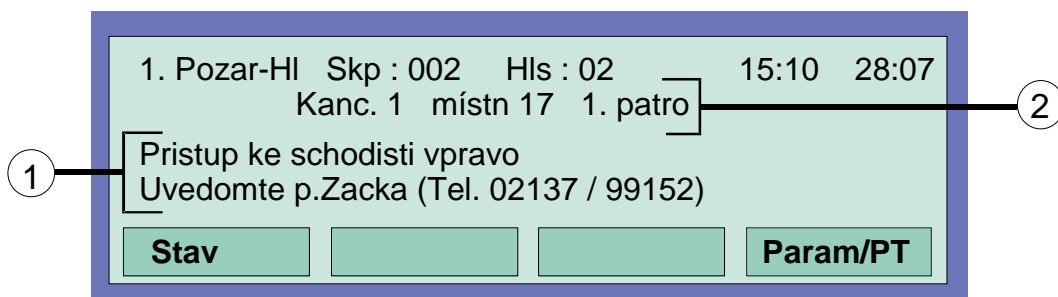 1. Pozar-Hl Skp : 002 Hls : 02 15:10 28:07
Kanc. 1 místn 17 1. patro
2
Pristup ke schodisti vpravo
1
Uvedomte p.Zacka (Tel. 02137 / 99152)
Stav Param/PT